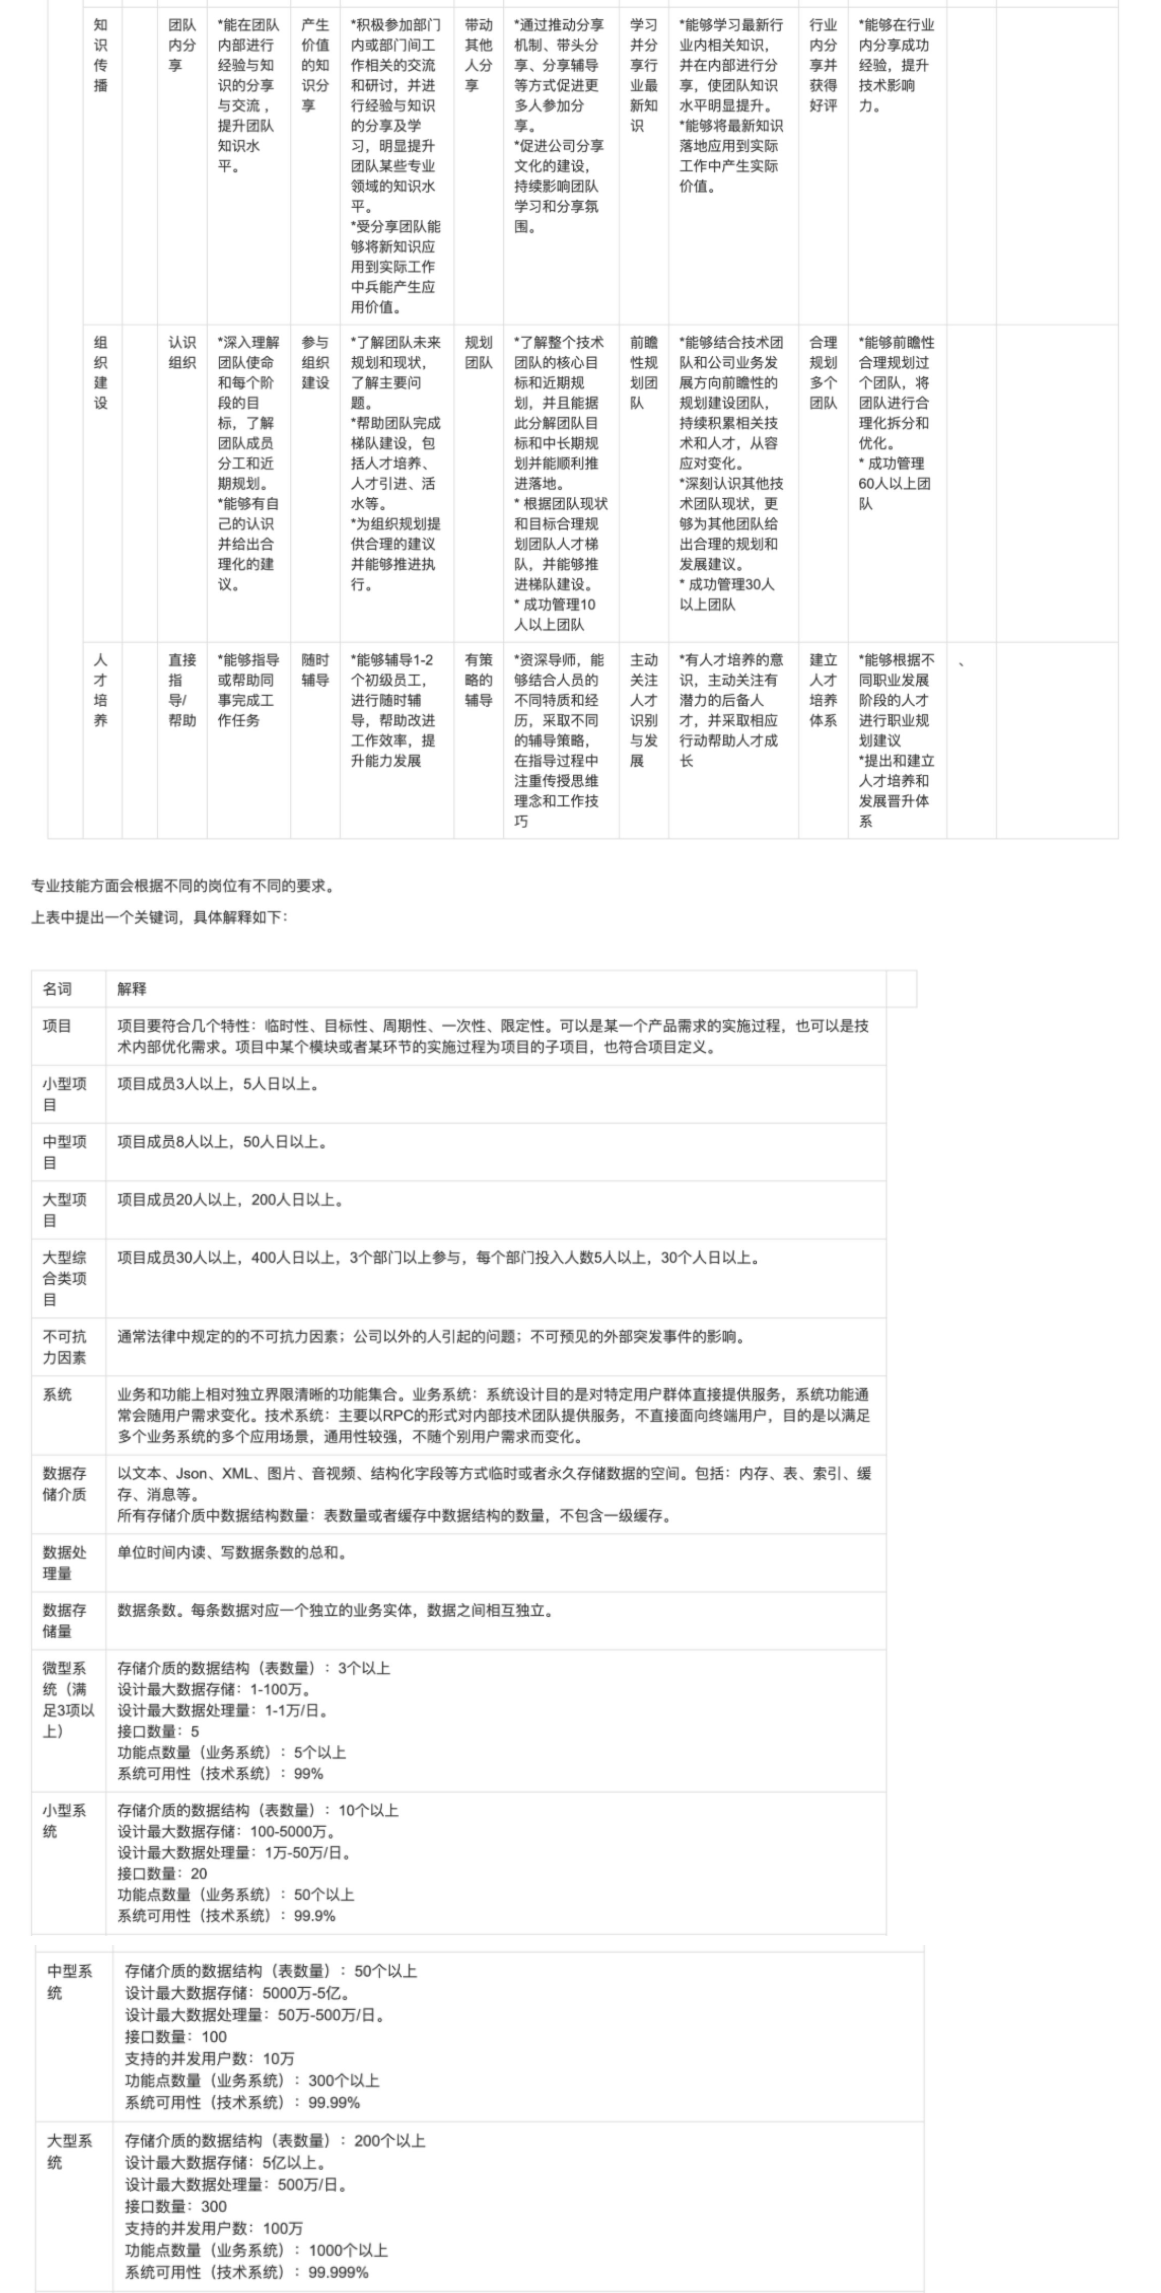 知
识
传
播
团队
内分
享
*能在团队
内部进行
经验与知
识的分享
与交流，
提升团队
知识水
平。
产生
价值
的知
识分
享
*积极参加部门
内或部门间工
作相关的交流
和研讨，并进
行经验与知识
的分享及学
习，明显提升
团队某些专业
领域的知识水
平。
*受分享团队能
够将新知识应
用到实际工作
中兵能产生应
用价值。
带动
其他
人分
享
*通过推动分享
机制、带头分
享、分享辅导
等方式促进更
多人参加分
享。
*促进公司分享
文化的建设，
持续影响团队
学习和分享氛
围。
学习
并分
享行
业最
新知
识
*能够学习最新行
业内相关知识，
并在内部进行分
享，使团队知识
水平明显提升。
*能够将最新知识
落地应用到实际
工作中产生实际
价值。
行业
内分
享并
获得
好评
*能够在行业
内分享成功
经验，提升
技术影响
力。
组
织
建
设
认识
组织
*深入理解
团队使命
和每个阶
段的目
标，了解
团队成员
分工和近
期规划。
*能够有自
己的认识
并给出合
理化的建
议。
参与
组织
建设
*了解团队未来
规划和现状，
了解主要问
题。
*帮助团队完成
梯队建设，包
括人才培养、
人才引进、活
水等。
*为组织规划提
供合理的建议
并能够推进执
行。
规划
团队
*了解整个技术
团队的核心目
标和近期规
划，并且能据
此分解团队目
标和中长期规
划并能顺利推
进落地。
* 根据团队现状
和目标合理规
划团队人才梯
队，并能够推
进梯队建设。
* 成功管理10
人以上团队
前瞻
性规
划团
队
*能够结合技术团
队和公司业务发
展方向前瞻性的
规划建设团队，
持续积累相关技
术和人才，从容
应对变化。
*深刻认识其他技
术团队现状，更
够为其他团队给
出合理的规划和
发展建议。
* 成功管理30人
以上团队
合理
规划
多个
团队
*能够前瞻性
合理规划过
个团队，将
团队进行合
理化拆分和
优化。
* 成功管理
60人以上团
队
人
才
培
养
直接
指
导/
帮助
*能够指导
或帮助同
事完成工
作任务
随时
辅导
*能够辅导1-2
个初级员工，
进行随时辅
导，帮助改进
工作效率，提
升能力发展
有策
略的
辅导
*资深导师，能
够结合人员的
不同特质和经
历，采取不同
的辅导策略，
在指导过程中
注重传授思维
理念和工作技
巧
主动
关注
人才
识别
与发
展
*有人才培养的意
识，主动关注有
潜力的后备人
才，并采取相应
行动帮助人才成
长
建立
人才
培养
体系
*能够根据不
同职业发展
阶段的人才
进行职业规
划建议
*提出和建立
人才培养和
发展晋升体
系
、
专业技能方面会根据不同的岗位有不同的要求。
上表中提出一个关键词，具体解释如下：
名词
解释
项目
项目要符合几个特性：临时性、目标性、周期性、一次性、限定性。可以是某一个产品需求的实施过程，也可以是技
术内部优化需求。项目中某个模块或者某环节的实施过程为项目的子项目，也符合项目定义。
小型项
目
项目成员3人以上，5人日以上。
中型项
目
项目成员8人以上，50人日以上。
大型项
目
项目成员20人以上，200人日以上。
大型综
合类项
目
项目成员30人以上，400人日以上，3个部门以上参与，每个部门投入人数5人以上，30个人日以上。
不可抗
力因素
通常法律中规定的的不可抗力因素；公司以外的人引起的问题；不可预见的外部突发事件的影响。
系统
业务和功能上相对独立界限清晰的功能集合。业务系统：系统设计目的是对特定用户群体直接提供服务，系统功能通
常会随用户需求变化。技术系统：主要以RPC的形式对内部技术团队提供服务，不直接面向终端用户，目的是以满足
多个业务系统的多个应用场景，通用性较强，不随个别用户需求而变化。
数据存
储介质
以文本、Json、XML、图片、音视频、结构化字段等方式临时或者永久存储数据的空间。包括：内存、表、索引、缓
存、消息等。
所有存储介质中数据结构数量：表数量或者缓存中数据结构的数量，不包含一级缓存。
数据处
理量
单位时间内读、写数据条数的总和。
数据存
储量
数据条数。每条数据对应一个独立的业务实体，数据之间相互独立。
微型系
统（满
足3项以
上）
存储介质的数据结构（表数量）：3个以上
设计最大数据存储：1-100万。
设计最大数据处理量：1-1万/日。
接口数量：5
功能点数量（业务系统）：5个以上
系统可用性（技术系统）：99%
小型系
统
存储介质的数据结构（表数量）：10个以上
设计最大数据存储：100-5000万。
设计最大数据处理量：1万-50万/日。
接口数量：20
功能点数量（业务系统）：50个以上
系统可用性（技术系统）：99.9%
中型系
统
存储介质的数据结构（表数量）：50个以上
设计最大数据存储：5000万-5亿。
设计最大数据处理量：50万-500万/日。
接口数量：100
支持的并发用户数：10万
功能点数量（业务系统）：300个以上
系统可用性（技术系统）：99.99%
大型系
统
存储介质的数据结构（表数量）：200个以上
设计最大数据存储：5亿以上。
设计最大数据处理量：500万/日。
接口数量：300
支持的并发用户数：100万
功能点数量（业务系统）：1000个以上
系统可用性（技术系统）：99.999%